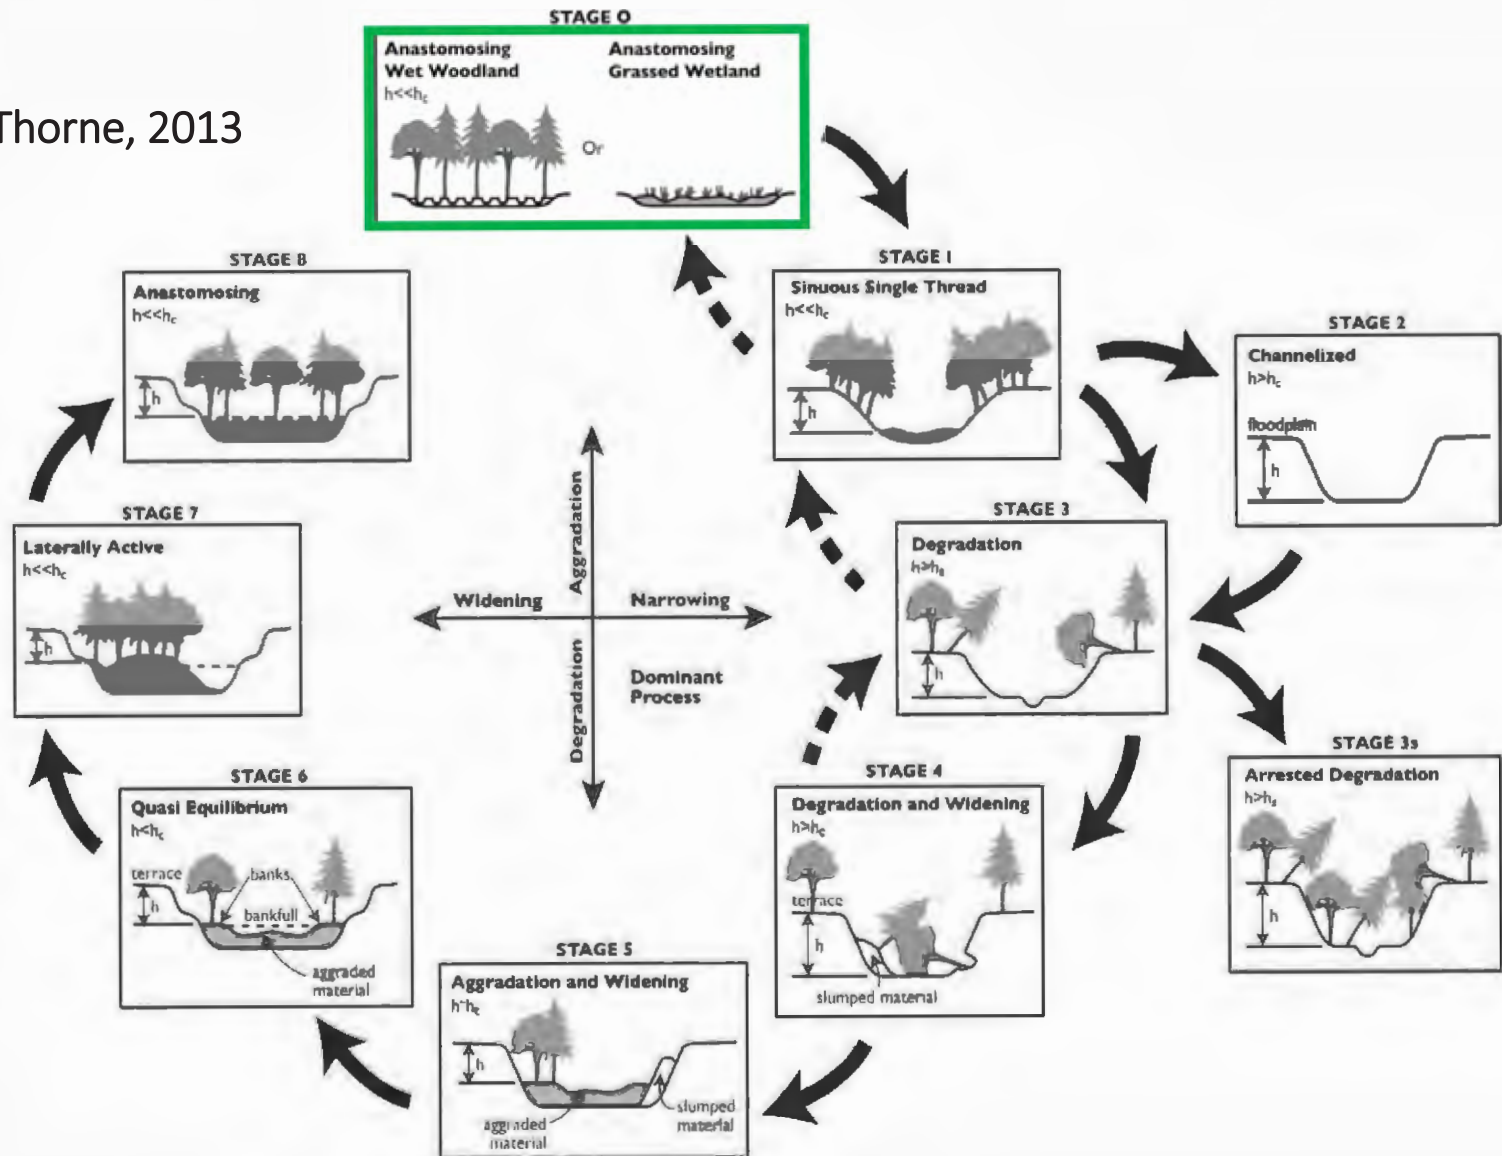 Thorne, 2013
STAGE 0
Anastomosing
Wet Woodland
h<<hc
Or
Anastomosing
Grassed Wetland
STAGE 1
Sinuous Single Thread
h<<hc
h
STAGE 2
Channelized
h>hc
floodplain
h
STAGE 3
Degradation
h>hs
h
STAGE 3s
Arrested Degradation
h>hs
h
STAGE 4
Degradation and Widening
h>hc
terrace
h
slumped material
STAGE 5
Aggradation and Widening
h~hc
h
aggraded
material
slumped
material
STAGE 6
Quasi Equilibrium
h<hc
terrace
banks
h
bankfull
aggraded
material
STAGE 7
Laterally Active
h<<hc
h
STAGE 8
Anastomosing
h<<hc
h
Aggradation
Widening
Narrowing
Degradation
Dominant
Process